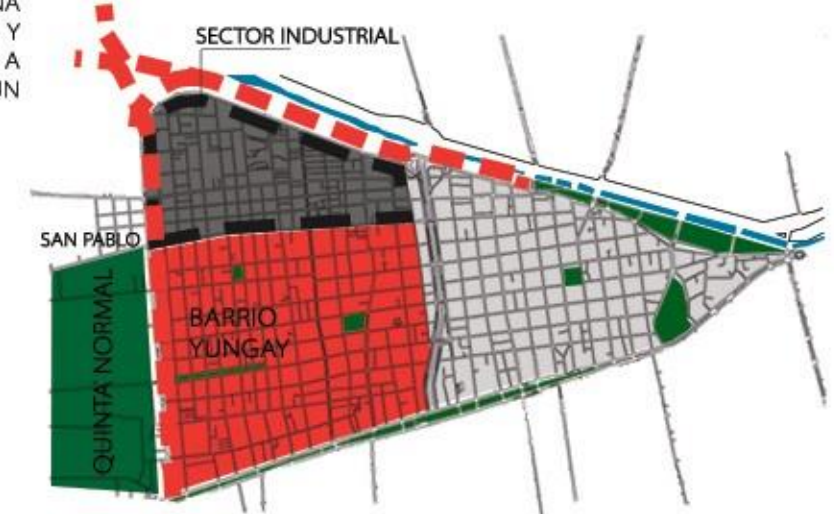 Y
A
SECTOR INDUSTRIAL
SAN PABLO
QUINTA NORMAL
BARRIO
YUNGAY